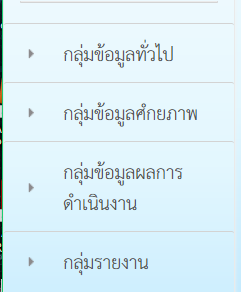 กลุ่มข้อมูลทั่วไป
กลุ่มข้อมูลศักยภาพ
กลุ่มข้อมูลผลการ
ดำเนินงาน
กลุ่มรายงาน